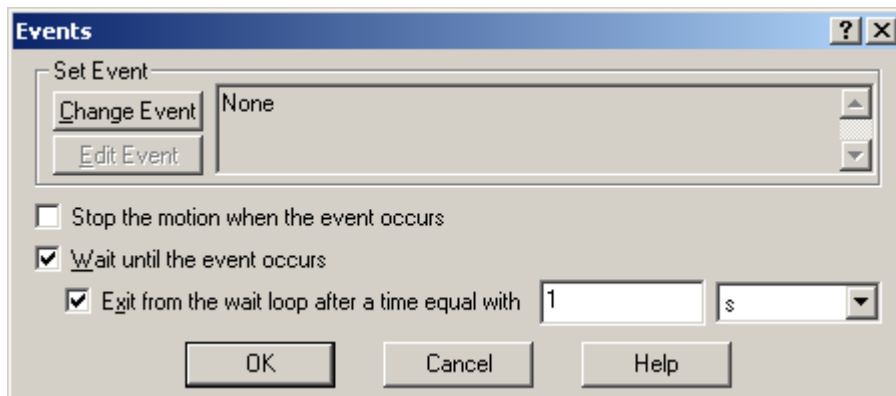 Events
Set Event
Change Event
None
Edit Event
Stop the motion when the event occurs
Wait until the event occurs
Exit from the wait loop after a time equal with 1 s
OK Cancel Help